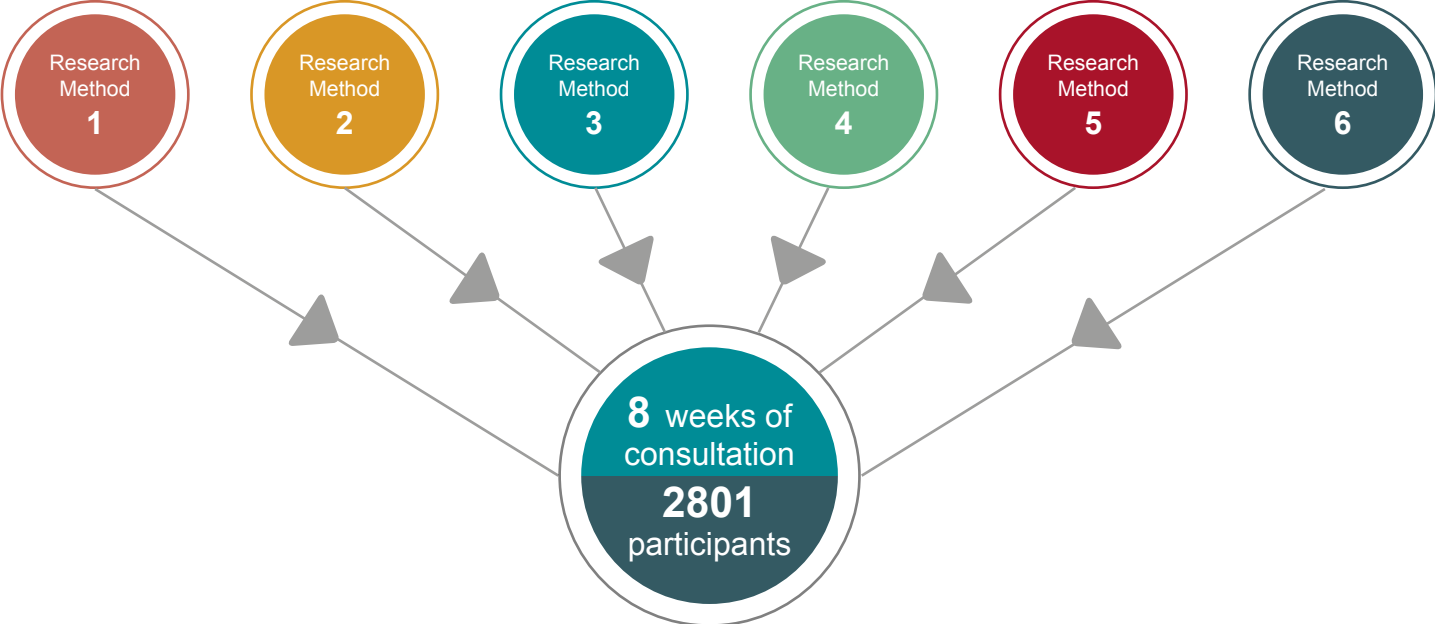 Research
Method
1
Research
Method
2
Research
Method
3
Research
Method
4
Research
Method
5
Research
Method
6
8 weeks of
consultation
2801
participants